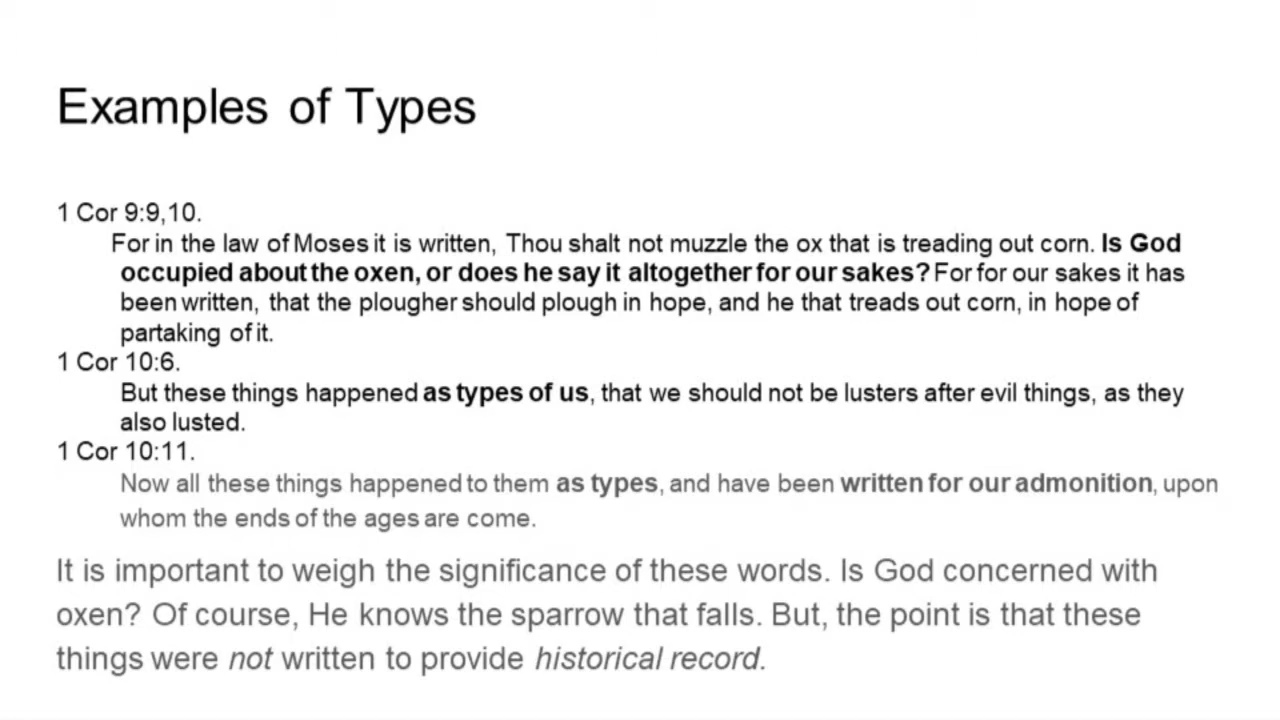 Examples of Types
1 Cor 9:9,10.
For in the law of Moses it is written, Thou shalt not muzzle the ox that is treading out corn. Is God
occupied about the oxen, or does he say it altogether for our sakes? For for our sakes it has
been written, that the plougher should plough in hope, and he that treads out corn, in hope of
partaking of it.
1 Cor 10:6.
But these things happened as types of us, that we should not be lusters after evil things, as they
also lusted.
1 Cor 10:11.
Now all these things happened to them as types, and have been written for our admonition, upon
whom the ends of the ages are come.
It is important to weigh the significance of these words. Is God concerned with
oxen? Of course, He knows the sparrow that falls. But, the point is that these
things were not written to provide historical record.